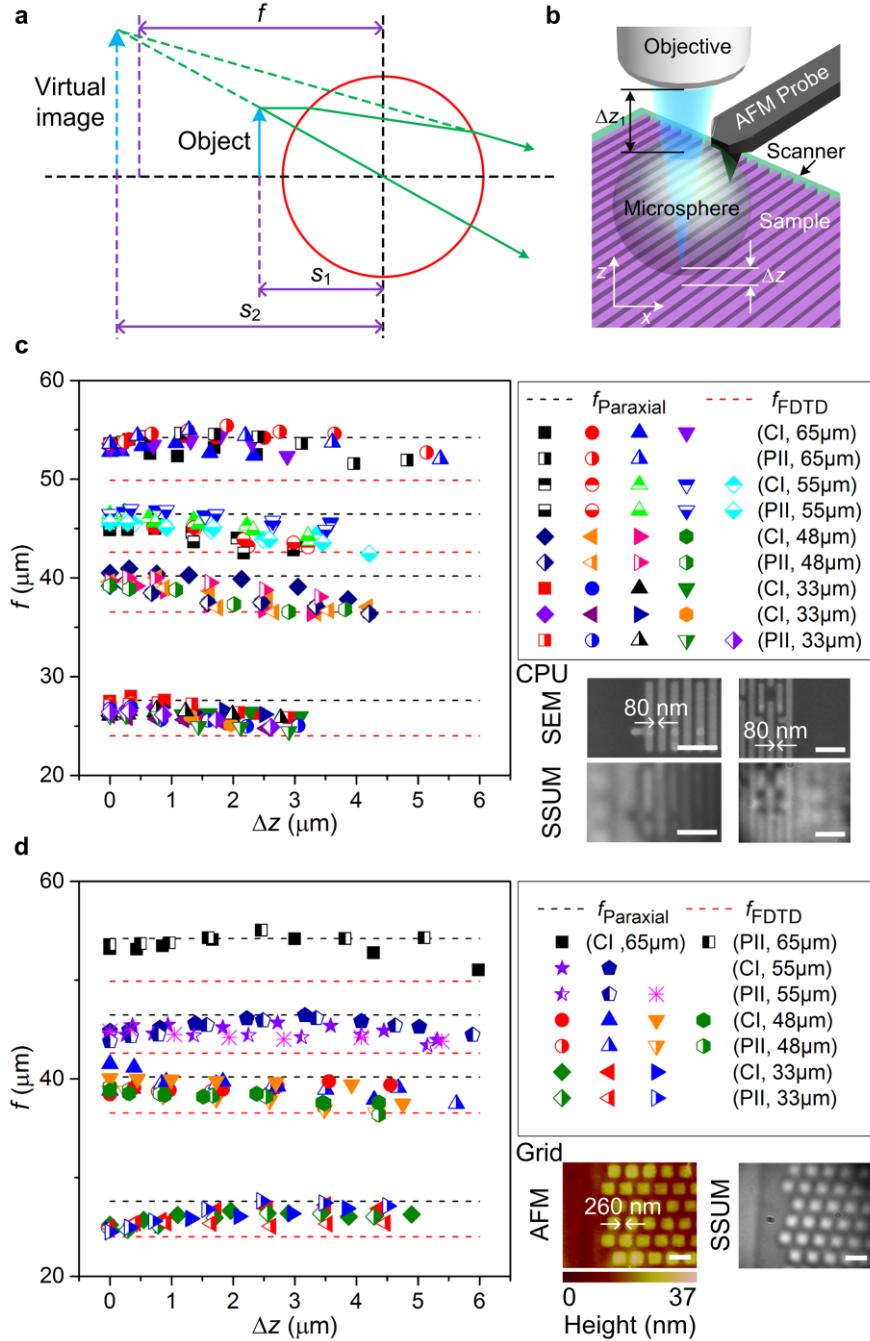 a
f
Virtual
image
Object
s1
s2
b
Objective
Δz1
AFM Probe
Scanner
Microsphere
Sample
z
Δz
x
c
60
50
40
30
20
f (μm)
0 1 2 3 4 5 6
Δz (μm)
fParaxial fFDTD
(CI, 65μm)
(PII, 65μm)
(CI, 55μm)
(PII, 55μm)
(CI, 48μm)
(PII, 48μm)
(CI, 33μm)
(CI, 33μm)
(PII, 33μm)
CPU
SEM
80 nm
80 nm
SSUM
d
60
40
20
f (μm)
0 1 2 3 4 5 6
Δz (μm)
fParaxial fFDTD
(CI ,65μm) (PII, 65μm)
(CI, 55μm)
(PII, 55μm)
(CI, 48μm)
(PII, 48μm)
(CI, 33μm)
(PII, 33μm)
Grid
AFM
260 nm
SSUM
0 37
Height (nm)